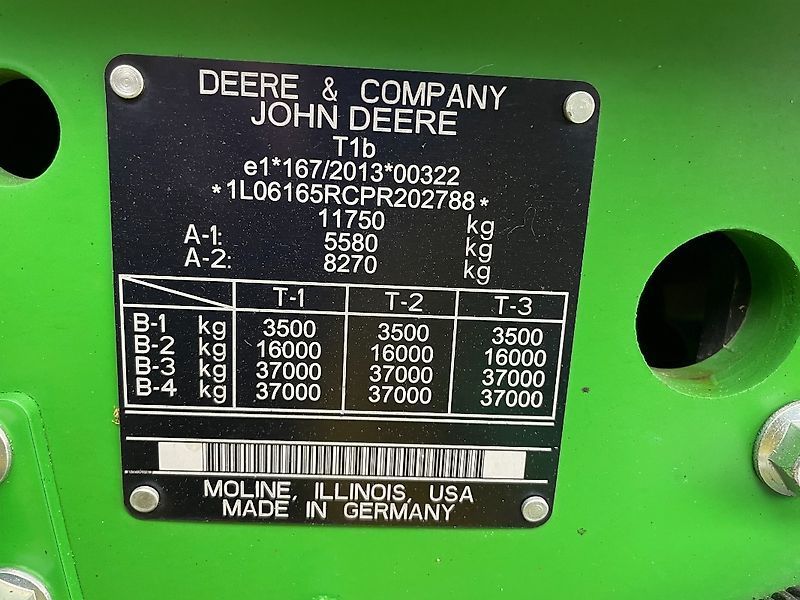 DEERE & COMPANY
JOHN DEERE
T1b
e1*167/2013*00322
*1L06165RCPR202788*
11750 kg
A-1: 5580 kg
A-2: 8270 kg
T-1 T-2 T-3
B-1 kg 3500 3500 3500
B-2 kg 16000 16000 16000
B-3 kg 37000 37000 37000
B-4 kg 37000 37000 37000
MOLINE, ILLINOIS, USA
MADE IN GERMANY